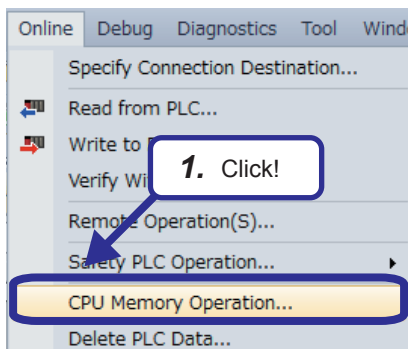 Online Debug Diagnostics Tool
Specify Connection Destination...
Read from PLC...
Write to
1. Click!
Verify
Remote Operation(S)...
Safety PLC Operation...
CPU Memory Operation...
Delete PLC Data...